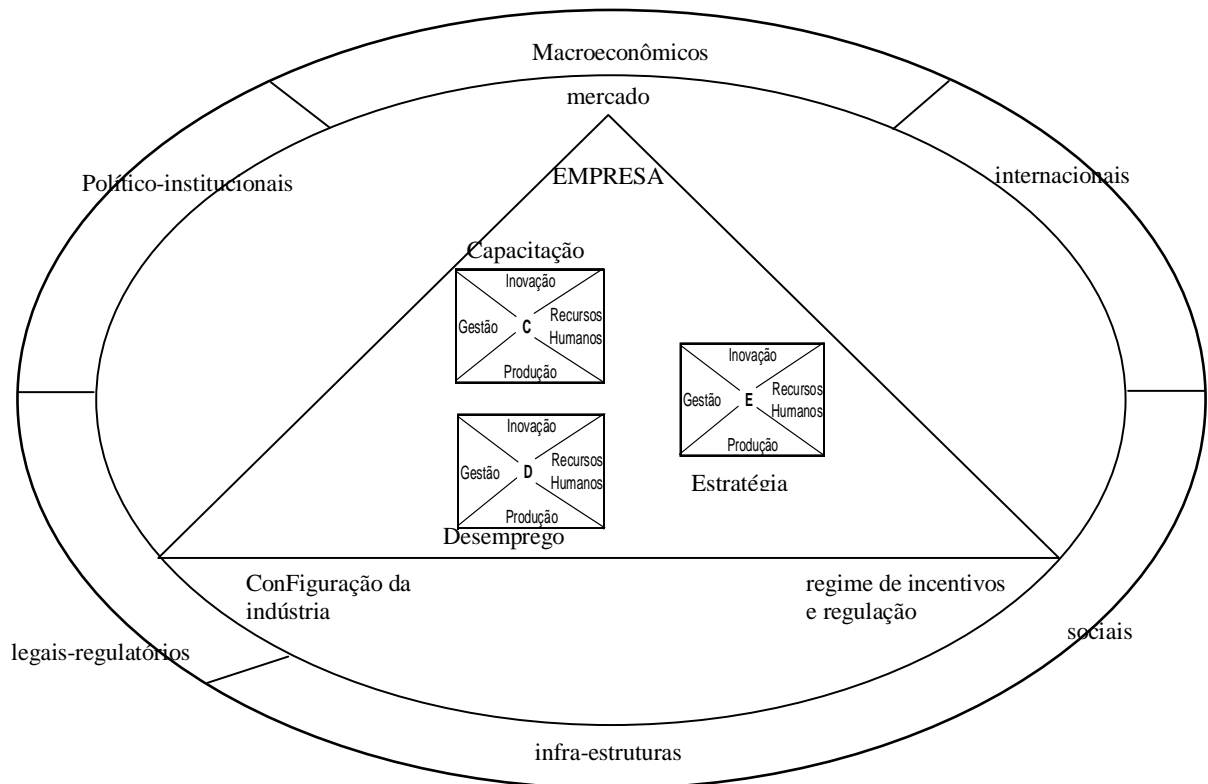 Macroeconômicos
mercado
Político-institucionais
internacionais
EMPRESA
Capacitação
Inovação
Gestão
C
Recursos
Humanos
Produção
Inovação
Gestão
E
Recursos
Humanos
Produção
Estratégia
Inovação
Gestão
D
Recursos
Humanos
Produção
Desemprego
ConFiguração da
indústria
regime de incentivos
e regulação
sociais
legais-regulatórios
infra-estruturas